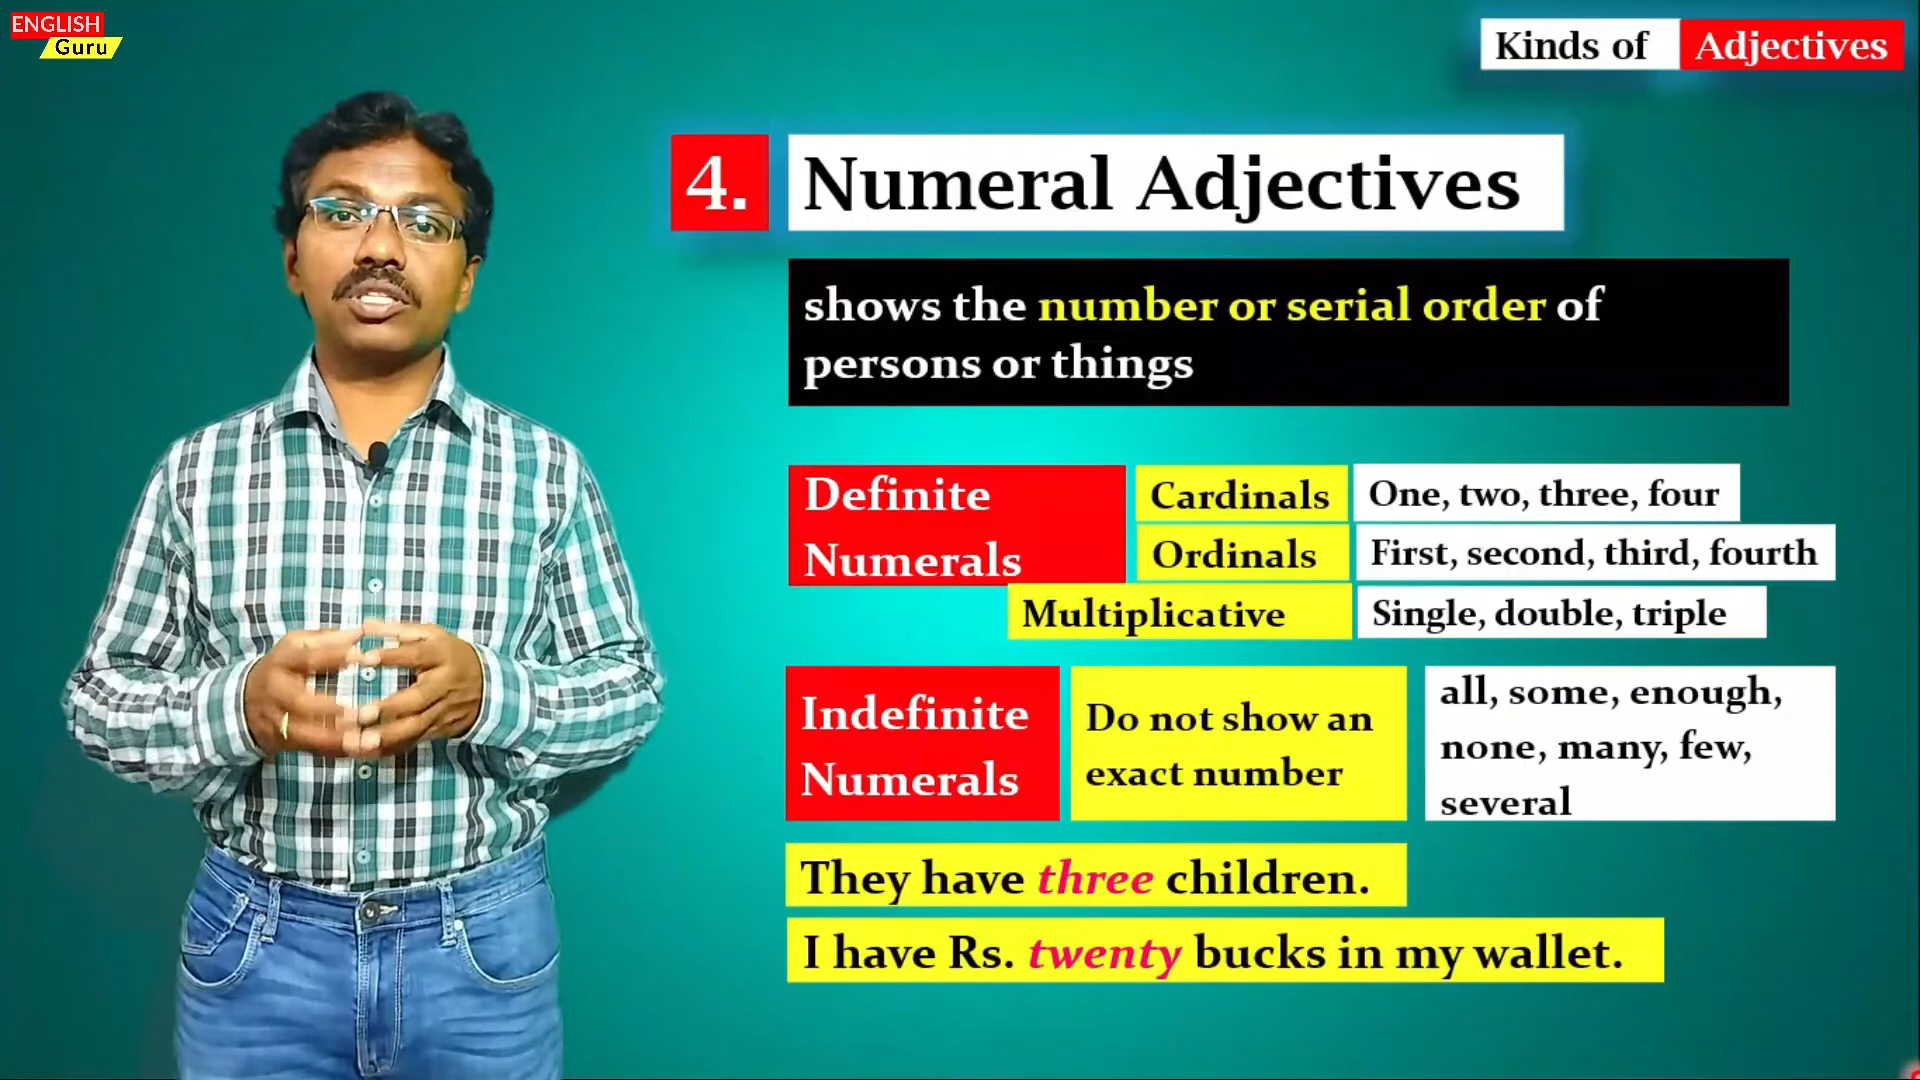 ENGLISH
Guru
Kinds of Adjectives
4. Numeral Adjectives
shows the number or serial order of
persons or things
Definite
Numerals
Cardinals One, two, three, four
Ordinals First, second, third, fourth
Multiplicative Single, double, triple
Indefinite
Numerals
Do not show an
exact number
all, some, enough,
none, many, few,
several
They have three children.
I have Rs. twenty bucks in my wallet.